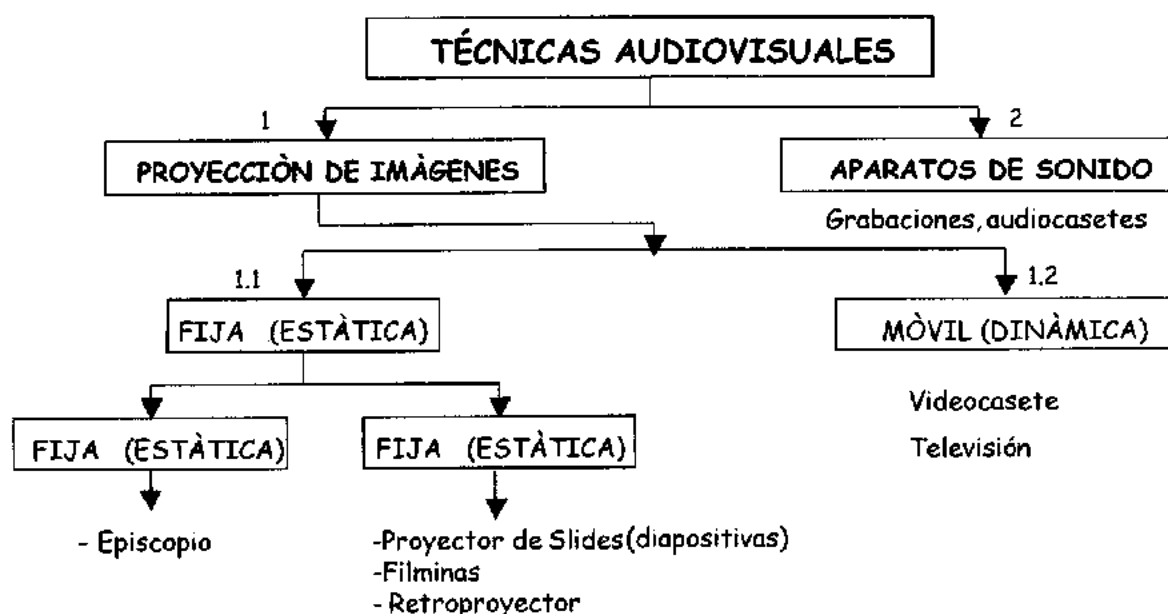 TÉCNICAS AUDIOVISUALES
1
2
PROYECCIÒN DE IMÀGENES
APARATOS DE SONIDO
Grabaciones, audiocasetes
1.1
1.2
FIJA (ESTÀTICA)
MÒVIL (DINÀMICA)
Videocasete
Televisión
FIJA (ESTÀTICA)
FIJA (ESTÀTICA)
- Episcopio
-Proyector de Slides(diapositivas)
-Filminas
- Retroproyector